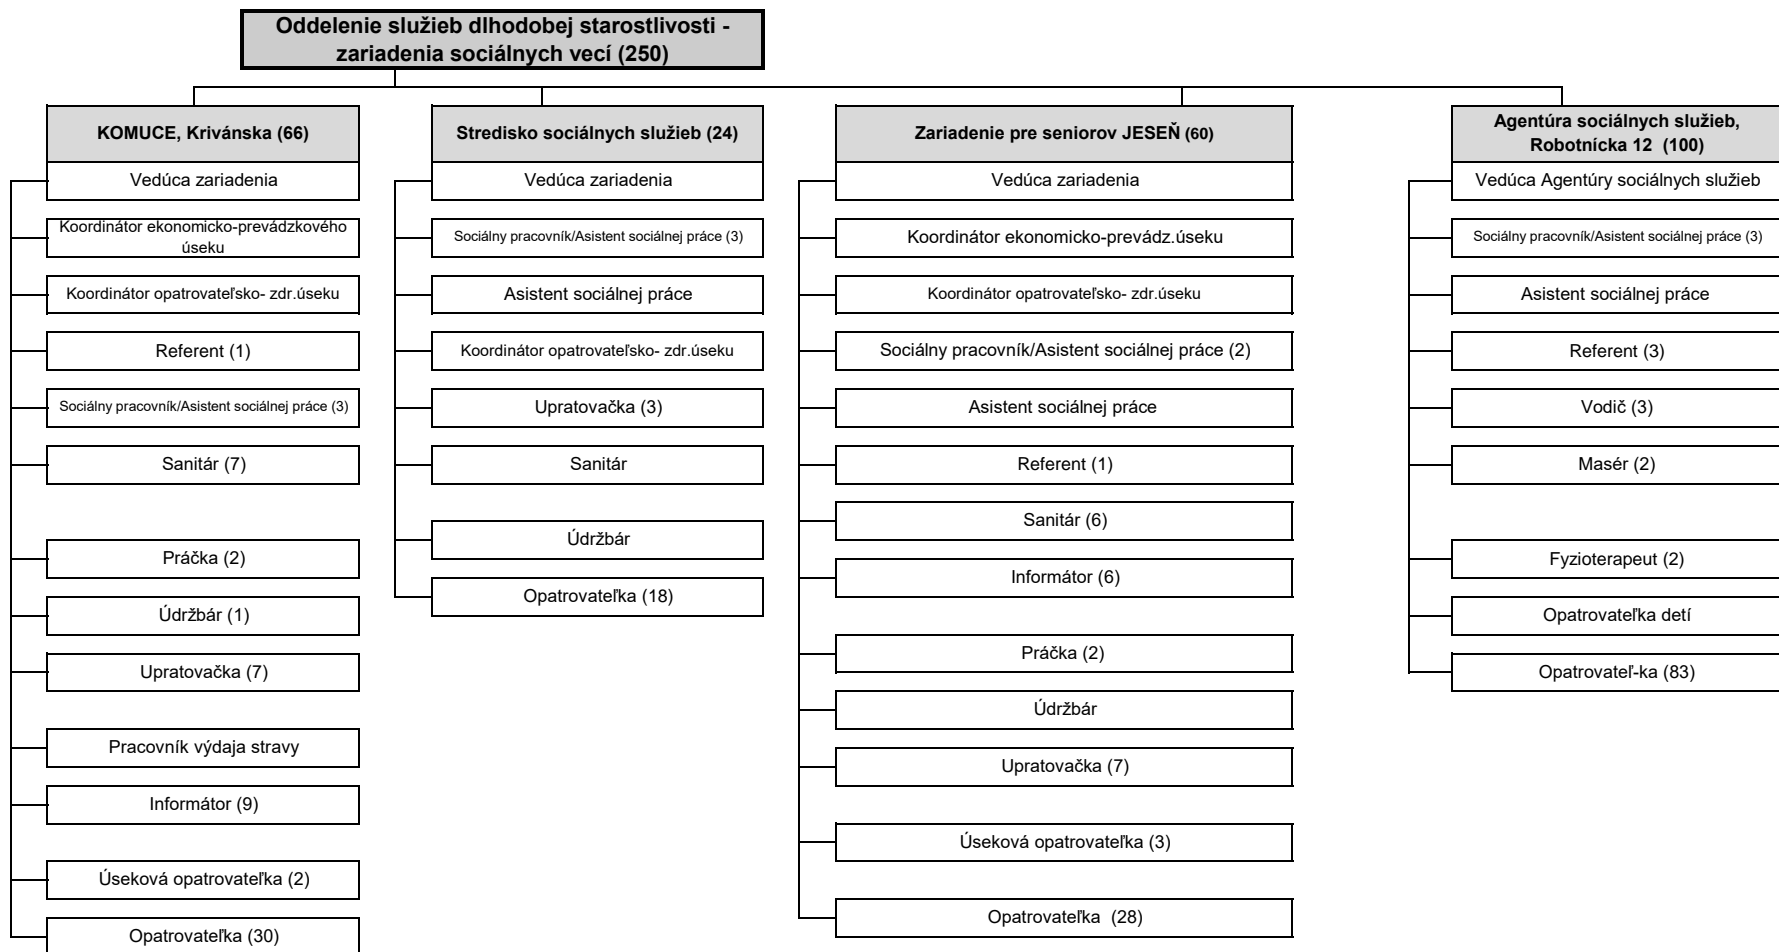 Oddelenie služieb dlhodobej starostlivosti -
zariadenia sociálnych vecí (250)
KOMUCE, Krivánska (66)
Vedúca zariadenia
Koordinátor ekonomicko-prevádzkového
úseku
Koordinátor opatrovateľsko- zdr.úseku
Referent (1)
Sociálny pracovník/Asistent sociálnej práce (3)
Sanitár (7)
Práčka (2)
Údržbár (1)
Upratovačka (7)
Pracovník výdaja stravy
Informátor (9)
Úseková opatrovateľka (2)
Opatrovateľka (30)
Stredisko sociálnych služieb (24)
Vedúca zariadenia
Sociálny pracovník/Asistent sociálnej práce (3)
Asistent sociálnej práce
Koordinátor opatrovateľsko- zdr.úseku
Upratovačka (3)
Sanitár
Údržbár
Opatrovateľka (18)
Zariadenie pre seniorov JESEŇ (60)
Vedúca zariadenia
Koordinátor ekonomicko-prevádz.úseku
Koordinátor opatrovateľsko- zdr.úseku
Sociálny pracovník/Asistent sociálnej práce (2)
Asistent sociálnej práce
Referent (1)
Sanitár (6)
Informátor (6)
Práčka (2)
Údržbár
Upratovačka (7)
Úseková opatrovateľka (3)
Opatrovateľka (28)
Agentúra sociálnych služieb,
Robotnícka 12 (100)
Vedúca Agentúry sociálnych služieb
Sociálny pracovník/Asistent sociálnej práce (3)
Asistent sociálnej práce
Referent (3)
Vodič (3)
Masér (2)
Fyzioterapeut (2)
Opatrovateľka detí
Opatrovateľ-ka (83)